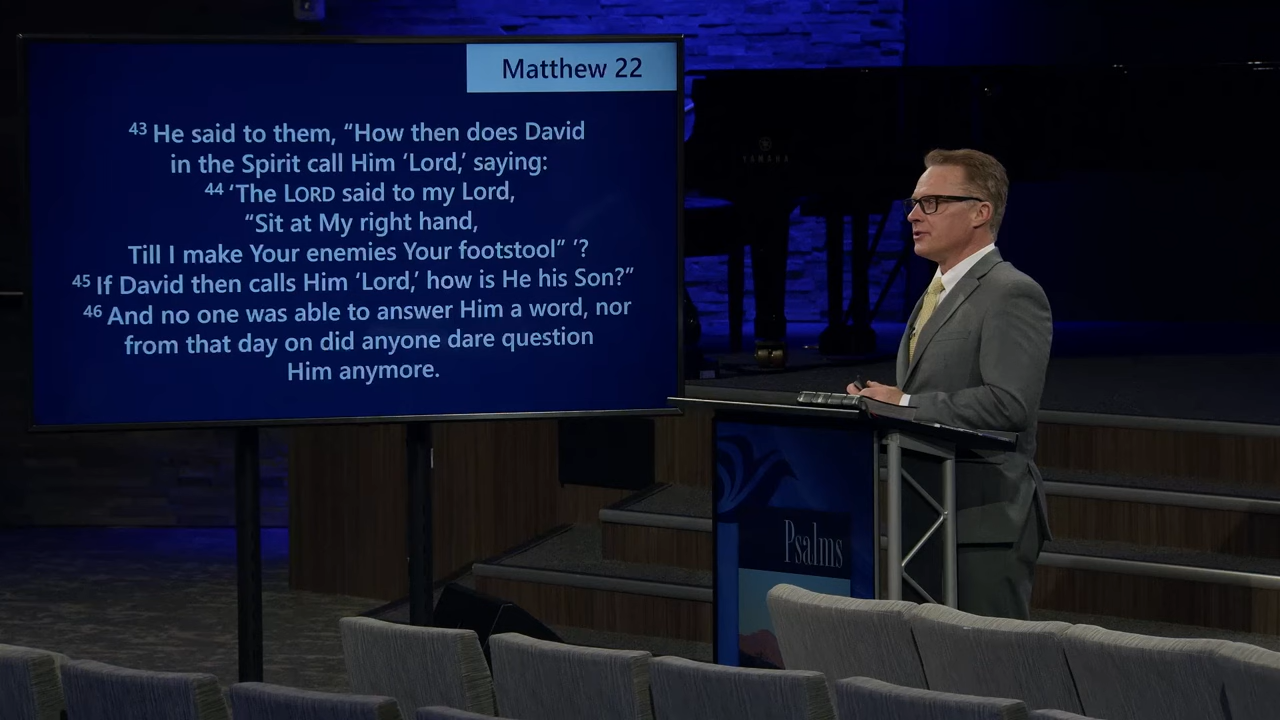 Matthew 22
43 He said to them, “How then does David
in the Spirit call Him ‘Lord,’ saying:
44 ‘The LORD said to my Lord,
“Sit at My right hand,
Till I make Your enemies Your footstool” ’?
45 If David then calls Him ‘Lord,’ how is He his Son?”
46 And no one was able to answer Him a word, nor
from that day on did anyone dare question
Him anymore.
YAMAHA
Psalms